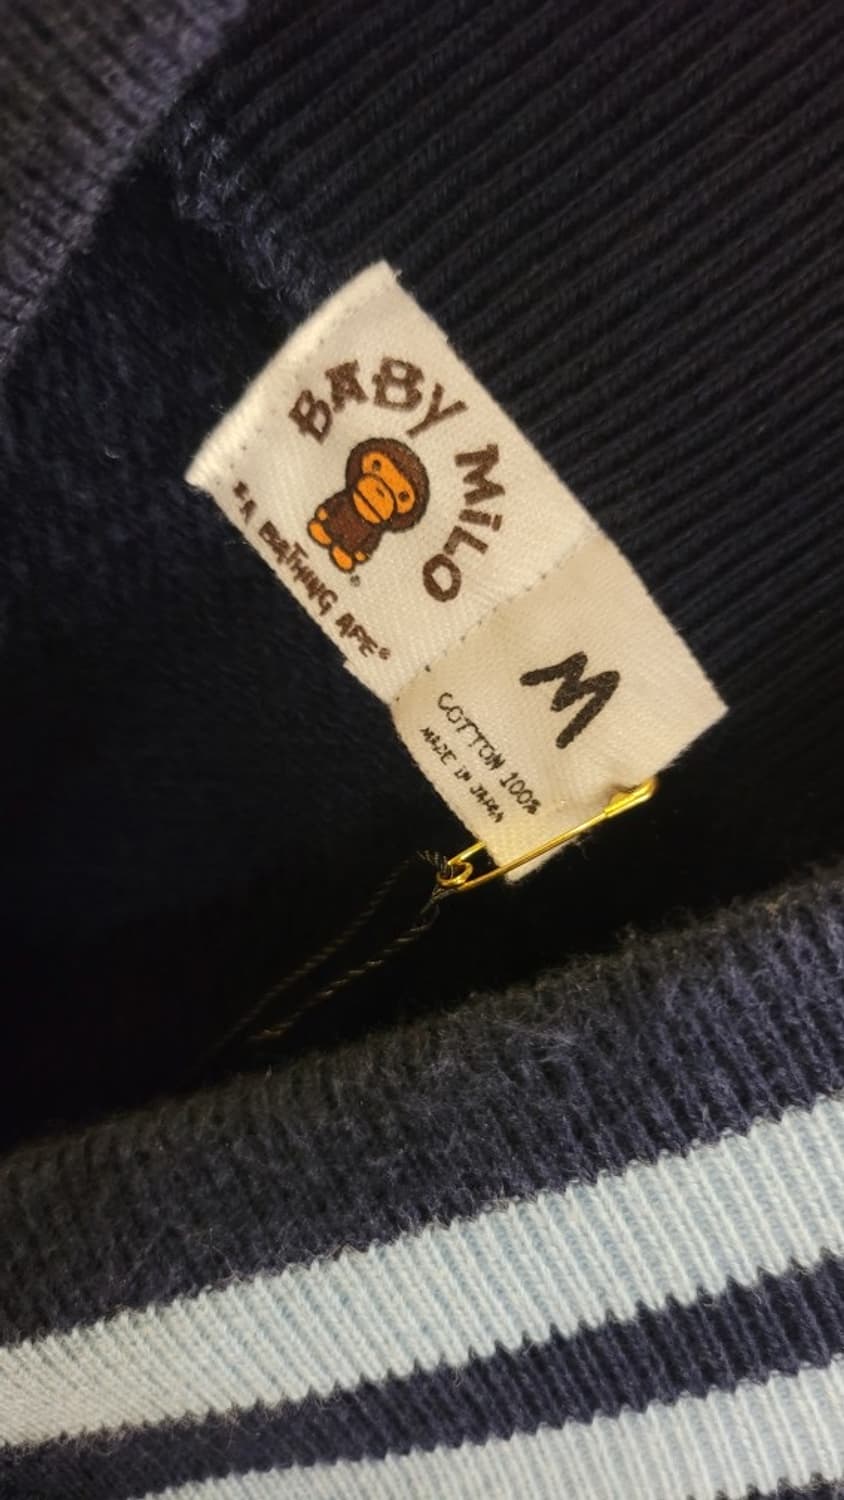 BABY MiLO
®
"A BATHING APE®
M
COTTON 100%
MADE IN JAPAN